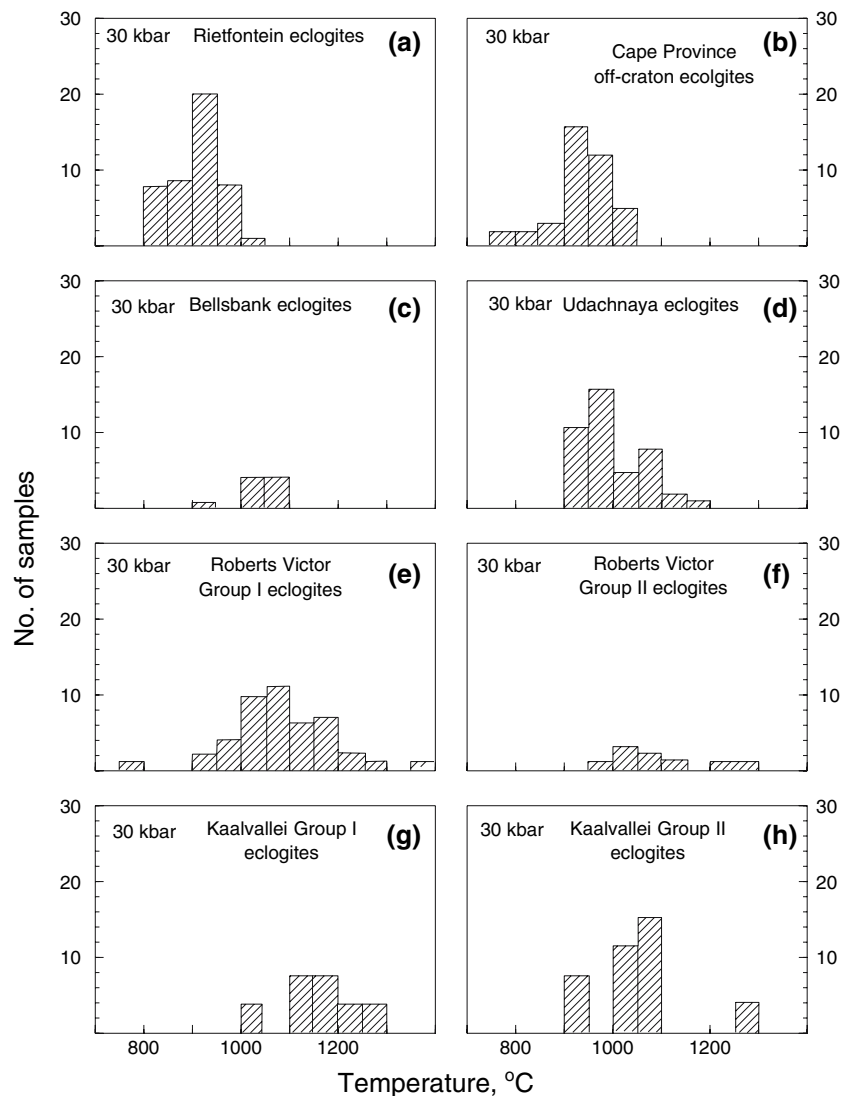 30 kbar Rietfontein eclogites (a)
30
20
10
30 kbar (b)
Cape Province
off-craton ecolgites
30
20
10
30 kbar Bellsbank eclogites (c)
30
20
10
30 kbar Udachnaya eclogites (d)
30
20
10
30 kbar Roberts Victor (e)
Group I eclogites
30
20
10
30 kbar Roberts Victor (f)
Group II eclogites
30
20
10
30 kbar Kaalvallei Group I (g)
eclogites
30
20
10
800 1000 1200
30 kbar Kaalvallei Group II (h)
eclogites
30
20
10
800 1000 1200
No. of samples
Temperature, °C